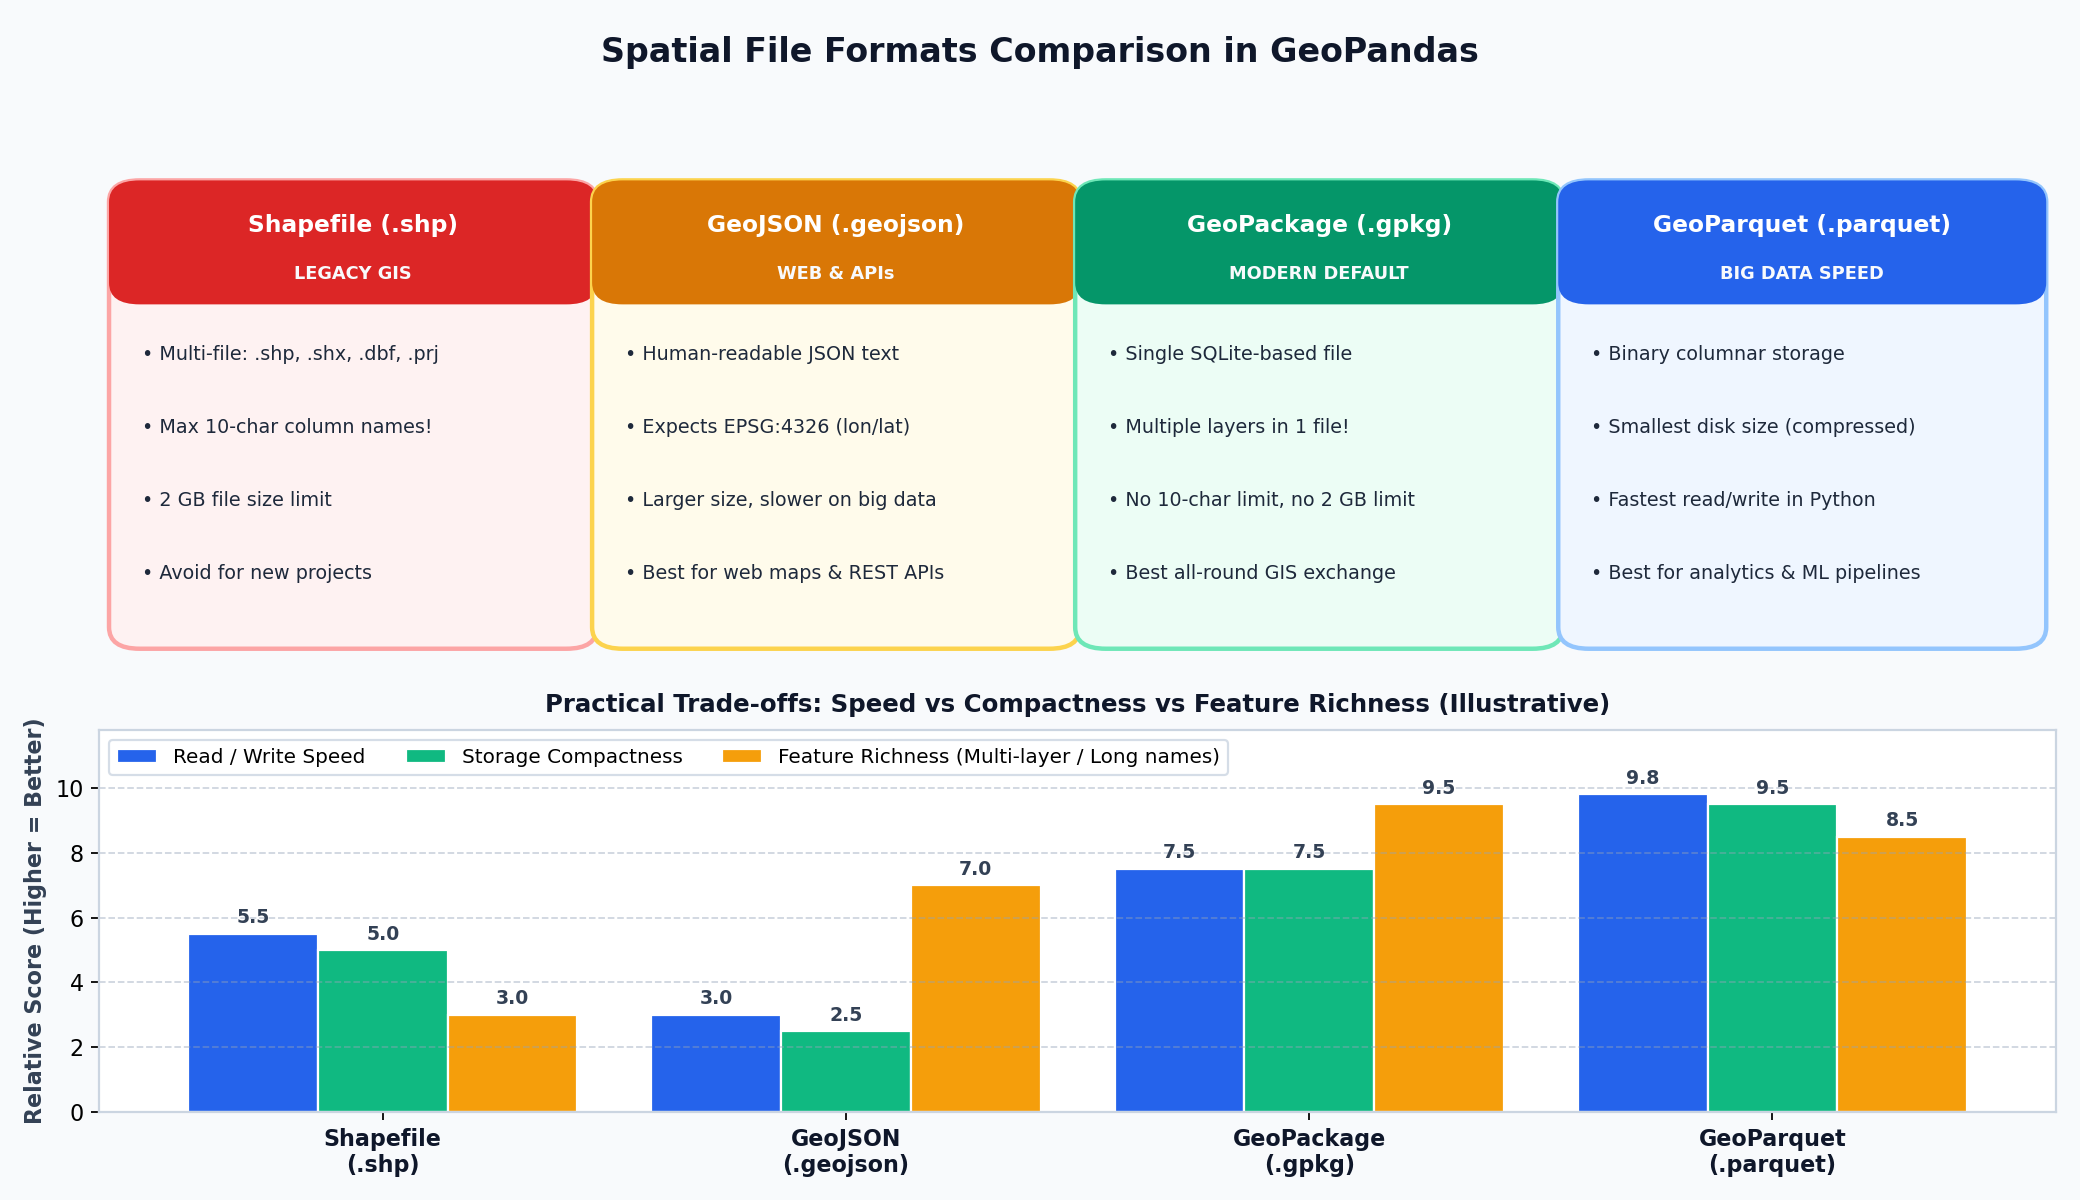 Spatial File Formats Comparison in GeoPandas
Shapefile (.shp)
LEGACY GIS
• Multi-file: .shp, .shx, .dbf, .prj
• Max 10-char column names!
• 2 GB file size limit
• Avoid for new projects
GeoJSON (.geojson)
WEB & APIs
• Human-readable JSON text
• Expects EPSG:4326 (lon/lat)
• Larger size, slower on big data
• Best for web maps & REST APIs
GeoPackage (.gpkg)
MODERN DEFAULT
• Single SQLite-based file
• Multiple layers in 1 file!
• No 10-char limit, no 2 GB limit
• Best all-round GIS exchange
GeoParquet (.parquet)
BIG DATA SPEED
• Binary columnar storage
• Smallest disk size (compressed)
• Fastest read/write in Python
• Best for analytics & ML pipelines
Practical Trade-offs: Speed vs Compactness vs Feature Richness (Illustrative)
Relative Score (Higher = Better)
Read / Write Speed
Storage Compactness
Feature Richness (Multi-layer / Long names)
10
8
6
4
2
0
5.5
5.0
3.0
3.0
2.5
7.0
7.5
7.5
9.5
9.8
9.5
8.5
Shapefile
(.shp)
GeoJSON
(.geojson)
GeoPackage
(.gpkg)
GeoParquet
(.parquet)